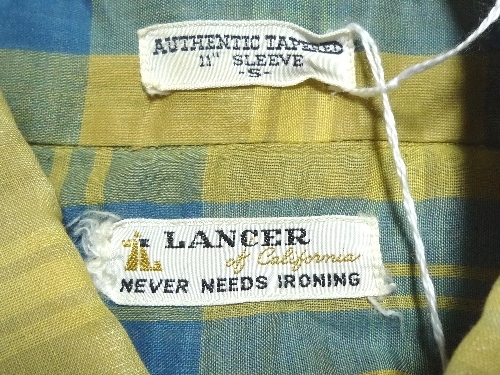 AUTHENTIC TAPERED
11" SLEEVE
-S-
LANCER
of California
NEVER NEEDS IRONING